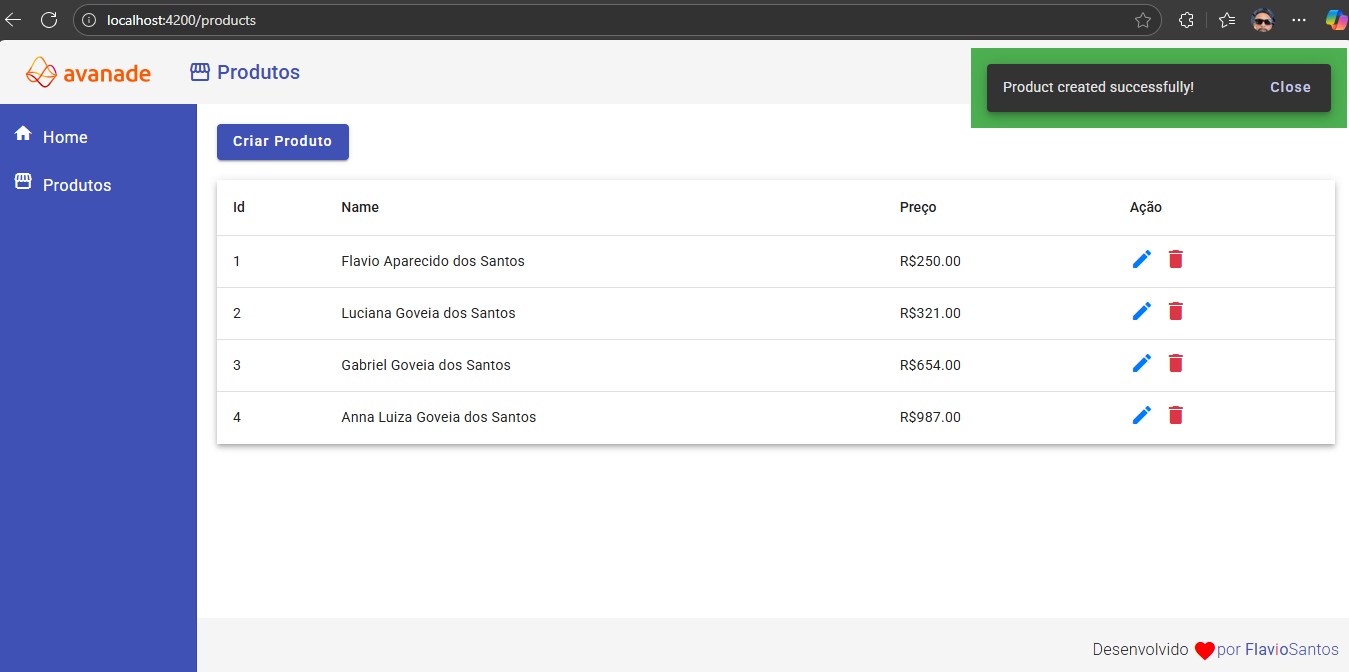 localhost:4200/products
avanade
Produtos
Product created successfully! Close
Home
Produtos
Criar Produto
Id Name Preço Ação
1 Flavio Aparecido dos Santos R$250.00
2 Luciana Goveia dos Santos R$321.00
3 Gabriel Goveia dos Santos R$654.00
4 Anna Luiza Goveia dos Santos R$987.00
Desenvolvido por FlavioSantos